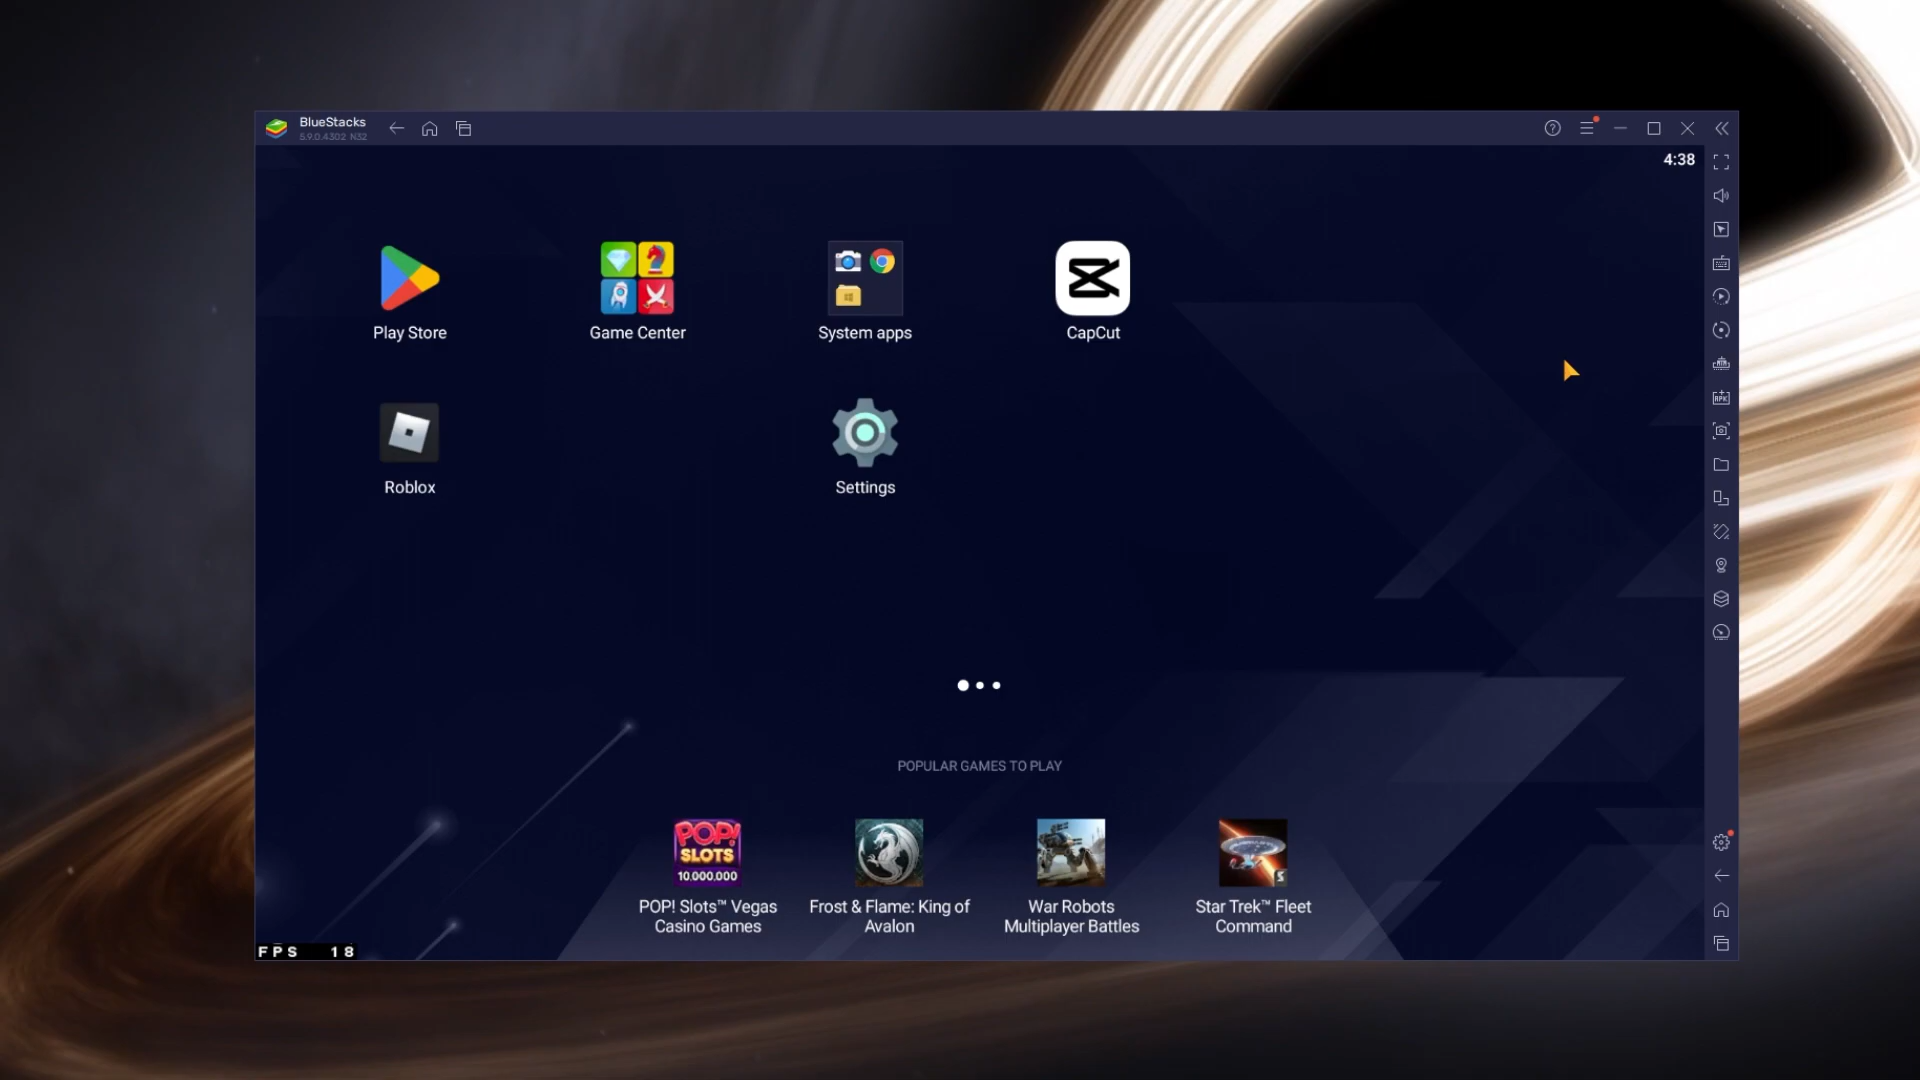 BlueStacks
5.9.0.4302 N32
4:38
Play Store
Game Center
System apps
CapCut
Roblox
Settings
POPULAR GAMES TO PLAY
POP!
SLOTS
10.000.000
POP! Slots™ Vegas
Casino Games
Frost & Flame: King of
Avalon
War Robots
Multiplayer Battles
S
Star Trek™ Fleet
Command
FPS 18
APK